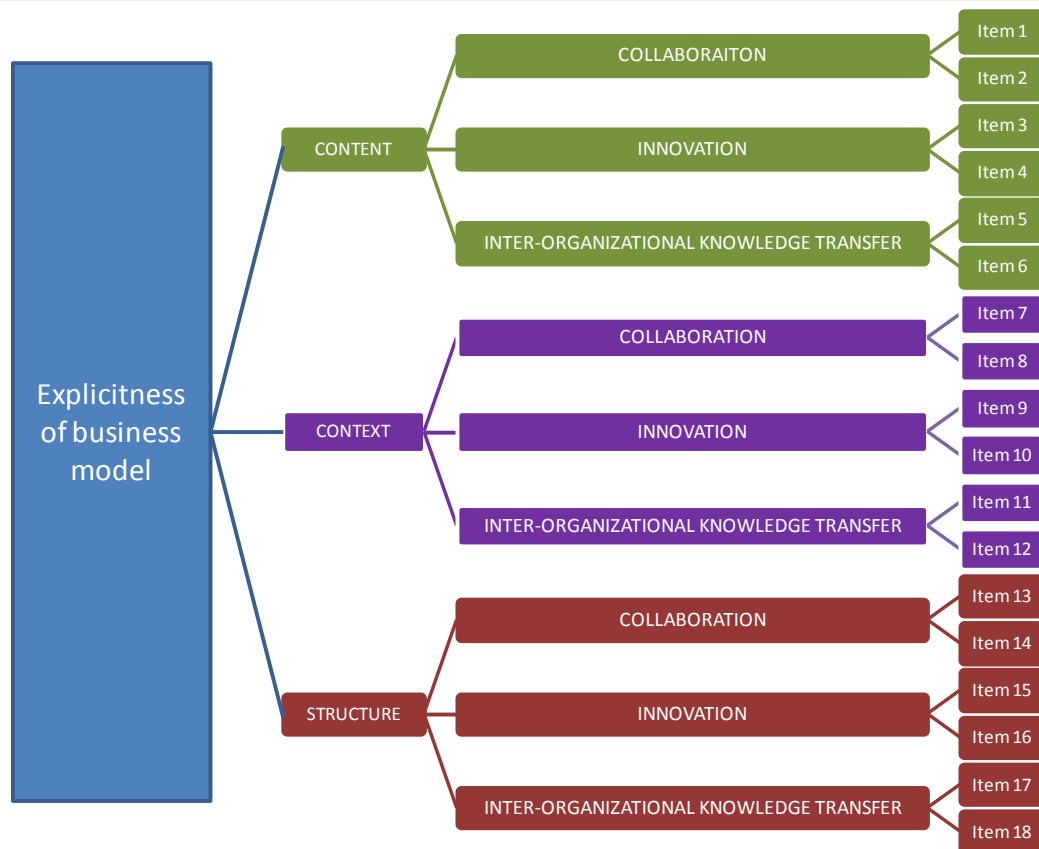 Explicitness
of business
model
CONTENT
COLLABORAITON
Item 1
Item 2
INNOVATION
Item 3
Item 4
INTER-ORGANIZATIONAL KNOWLEDGE TRANSFER
Item 5
Item 6
CONTEXT
COLLABORATION
Item 7
Item 8
INNOVATION
Item 9
Item 10
INTER-ORGANIZATIONAL KNOWLEDGE TRANSFER
Item 11
Item 12
STRUCTURE
COLLABORATION
Item 13
Item 14
INNOVATION
Item 15
Item 16
INTER-ORGANIZATIONAL KNOWLEDGE TRANSFER
Item 17
Item 18